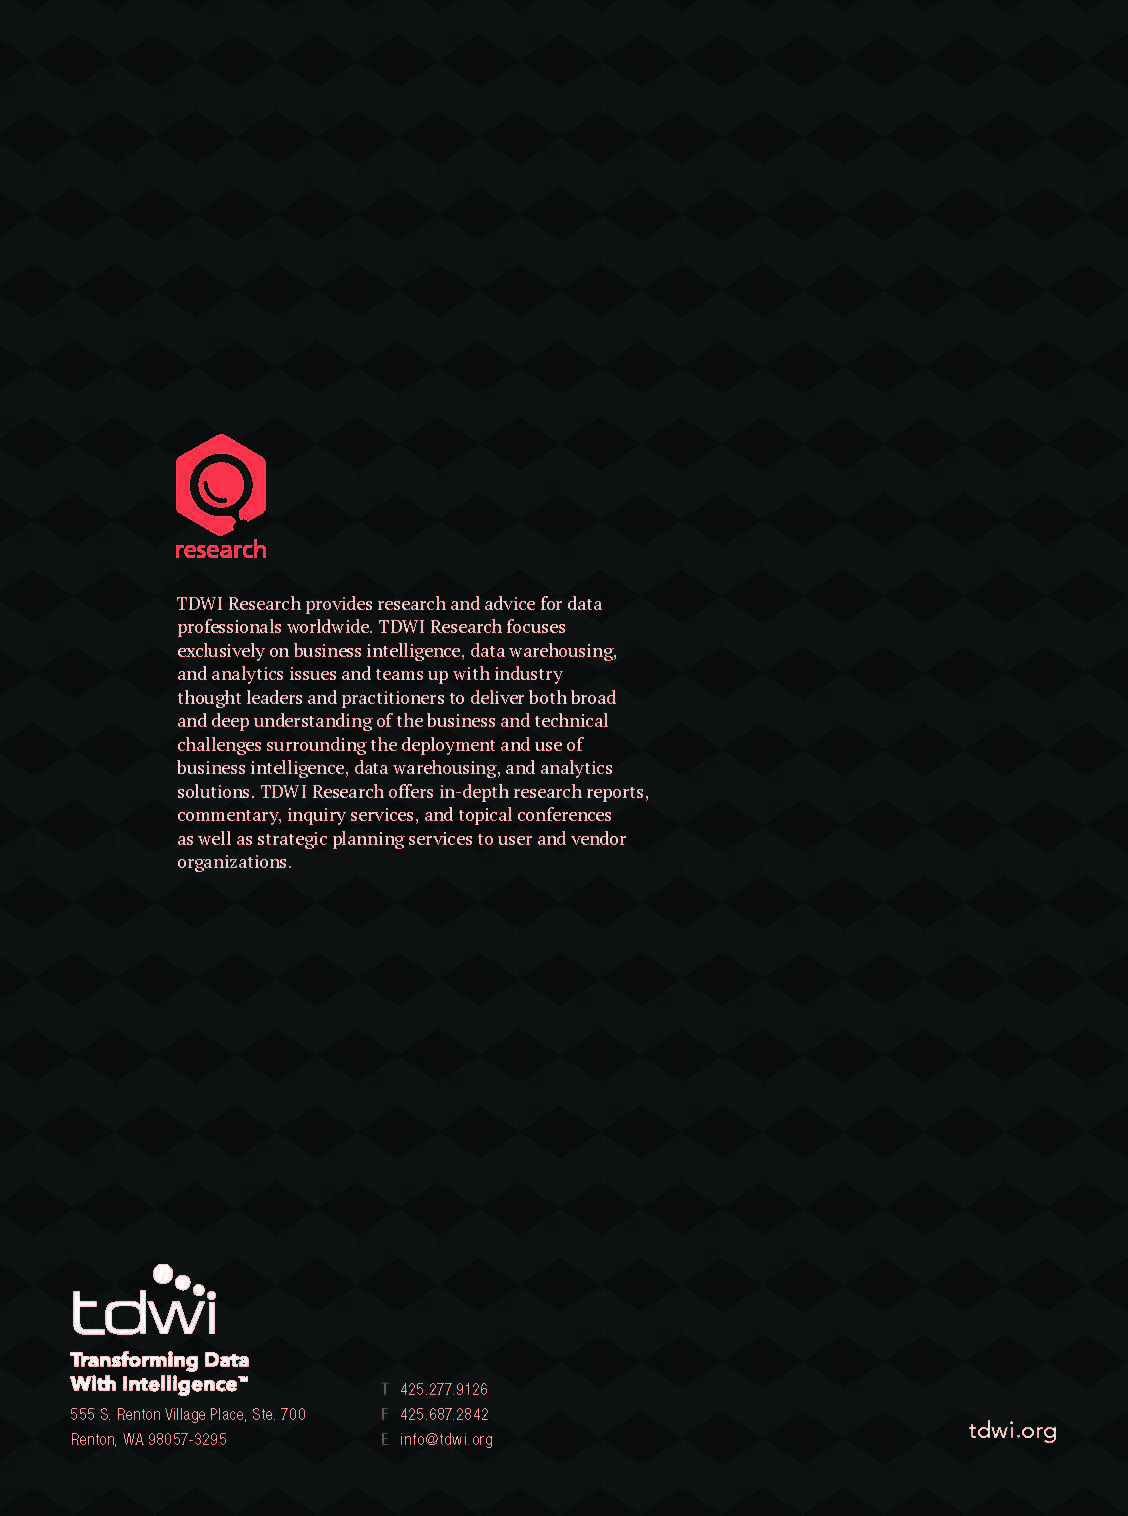 research
TDWI Research provides research and advice for data
professionals worldwide. TDWI Research focuses
exclusively on business intelligence, data warehousing,
and analytics issues and teams up with industry
thought leaders and practitioners to deliver both broad
and deep understanding of the business and technical
challenges surrounding the deployment and use of
business intelligence, data warehousing, and analytics
solutions. TDWI Research offers in-depth research reports,
commentary, inquiry services, and topical conferences
as well as strategic planning services to user and vendor
organizations.
tdwi
Transforming Data
With Intelligence™
555 S. Renton Village Place, Ste. 700
Renton, WA 98057-3295
T 425.277.9126
F 425.687.2842
E info@tdwi.org
tdwi.org